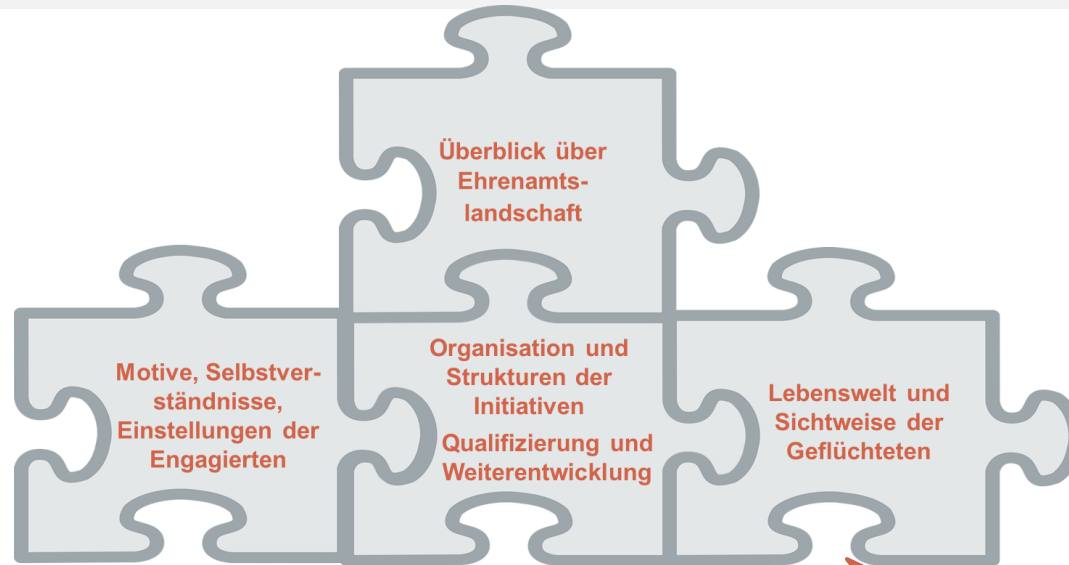 Überblick über
Ehrenamts-
landschaft
Motive, Selbstver-
ständnisse,
Einstellungen der
Engagierten
Organisation und
Strukturen der
Initiativen
Qualifizierung und
Weiterentwicklung
Lebenswelt und
Sichtweise der
Geflüchteten